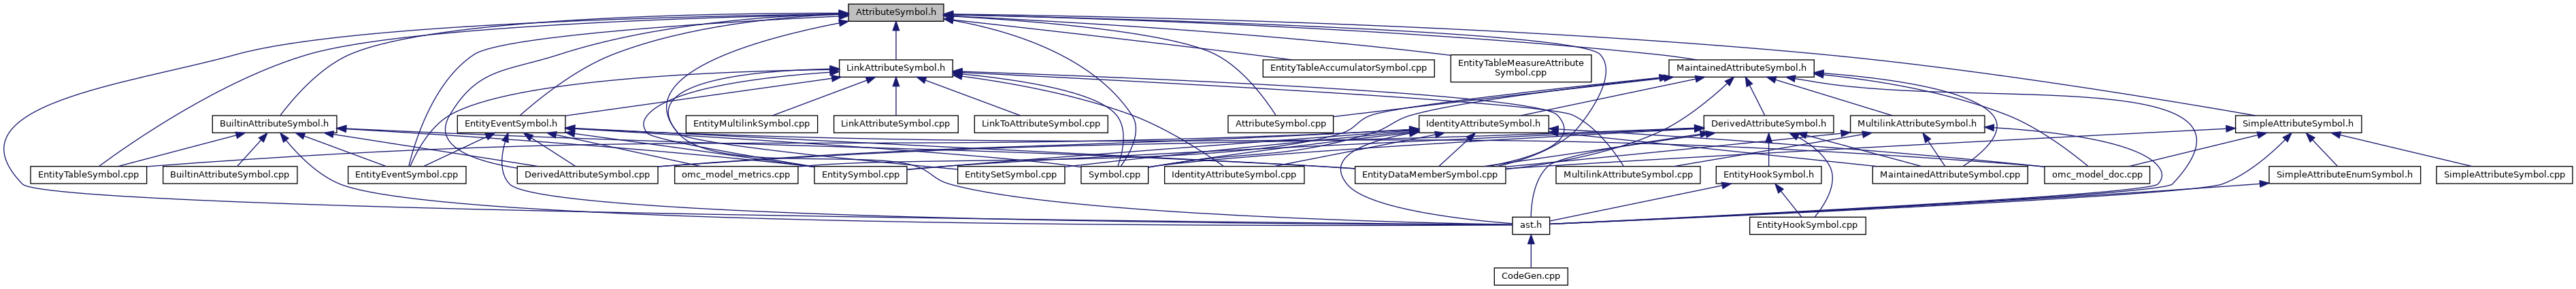 AttributeSymbol.h
LinkAttributeSymbol.h
EntityTableAccumulatorSymbol.cpp
EntityTableMeasureAttribute
Symbol.cpp
MaintainedAttributeSymbol.h
BuiltinAttributeSymbol.h
EntityEventSymbol.h
EntityMultilinkSymbol.cpp
LinkAttributeSymbol.cpp
LinkToAttributeSymbol.cpp
AttributeSymbol.cpp
IdentityAttributeSymbol.h
DerivedAttributeSymbol.h
MultilinkAttributeSymbol.h
SimpleAttributeSymbol.h
EntityTableSymbol.cpp
BuiltinAttributeSymbol.cpp
EntityEventSymbol.cpp
DerivedAttributeSymbol.cpp
omc_model_metrics.cpp
EntitySymbol.cpp
EntitySetSymbol.cpp
Symbol.cpp
IdentityAttributeSymbol.cpp
EntityDataMemberSymbol.cpp
MultilinkAttributeSymbol.cpp
EntityHookSymbol.h
MaintainedAttributeSymbol.cpp
omc_model_doc.cpp
SimpleAttributeEnumSymbol.h
SimpleAttributeSymbol.cpp
ast.h
EntityHookSymbol.cpp
CodeGen.cpp